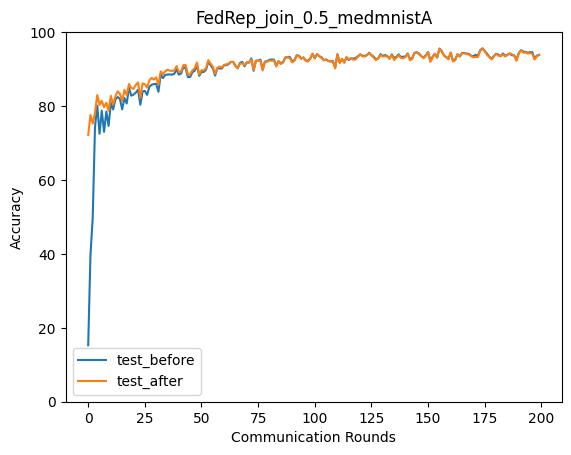 FedRep_join_0.5_medmnistA
100
80
60
40
20
0
Accuracy
test_before
test_after
0 25 50 75 100 125 150 175 200
Communication Rounds